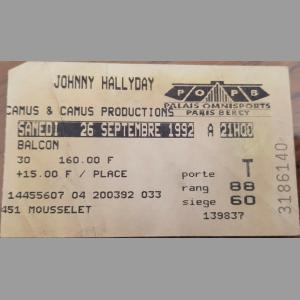 JOHNNY HALLYDAY
POPB
PALAIS OMNISPORTS
PARIS BERCY
CAMUS & CAMUS PRODUCTIONS
SAMEDI 26 SEPTEMBRE 1992 A 21H00
BALCON
30 160.00 F
+15.00 F / PLACE
porte T
rang 88
siege 60
14455607 04 200392 033
139837
451 MOUSSELET
3186140